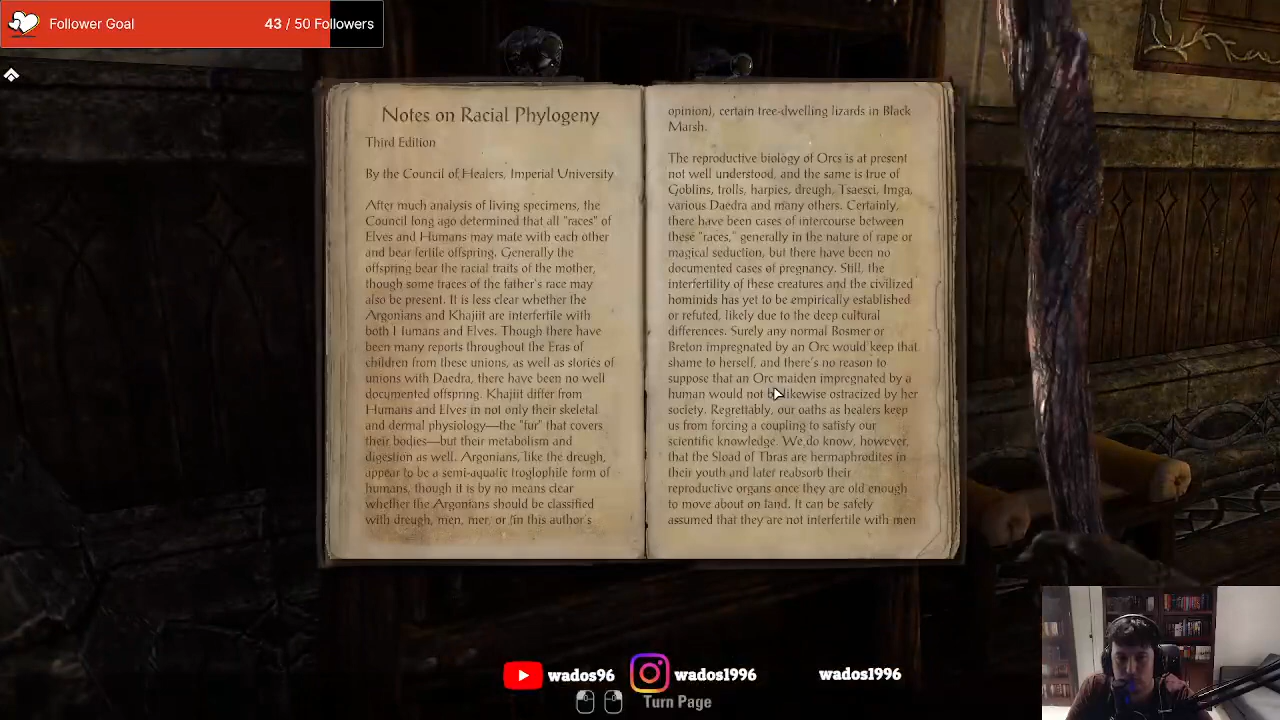 Follower Goal
43 / 50 Followers
Notes on Racial Phylogeny
Third Edition
By the Council of Healers, Imperial University
After much analysis of living specimens, the
Council long ago determined that all "races" of
Elves and Humans may mate with each other
and bear fertile offspring. Generally the
offspring bear the racial traits of the mother,
though some traces of the father's race may
also be present. It is less clear whether the
Argonians and Khajiit are interfertile with
both Humans and Elves. Though there have
been many reports throughout the Eras of
children from these unions, as well as stories of
unions with Daedra, there have been no well
documented offspring. Khajiit differ from
Humans and Elves in not only their skeletal
and dermal physiology—the "fur" that covers
their bodies—but their metabolism and
digestion as well. Argonians, like the dreugh,
appear to be a semi-aquatic troglophile form of
humans, though it is by no means clear
whether the Argonians should be classified
with dreugh, men, mer, or (in this author's
opinion), certain tree-dwelling lizards in Black
Marsh.
The reproductive biology of Orcs is at present
not well understood, and the same is true of
Goblins, trolls, harpies, dreugh, Tsaesci, Imga,
various Daedra and many others. Certainly,
there have been cases of intercourse between
these "races," generally in the nature of rape or
magical seduction, but there have been no
documented cases of pregnancy. Still, the
interfertility of these creatures and the civilized
hominids has yet to be empirically established
or refuted, likely due to the deep cultural
differences. Surely any normal Bosmer or
Breton impregnated by an Orc would keep that
shame to herself, and there's no reason to
suppose that an Orc maiden impregnated by a
human would not be likewise ostracized by her
society. Regrettably, our oaths as healers keep
us from forcing a coupling to satisfy our
scientific knowledge. We do know, however,
that the Sload of Thras are hermaphrodites in
their youth and later reabsorb their
reproductive organs once they are old enough
to move about on land. It can be safely
assumed that they are not interfertile with men
wados96
wados1996
wados1996
Turn Page